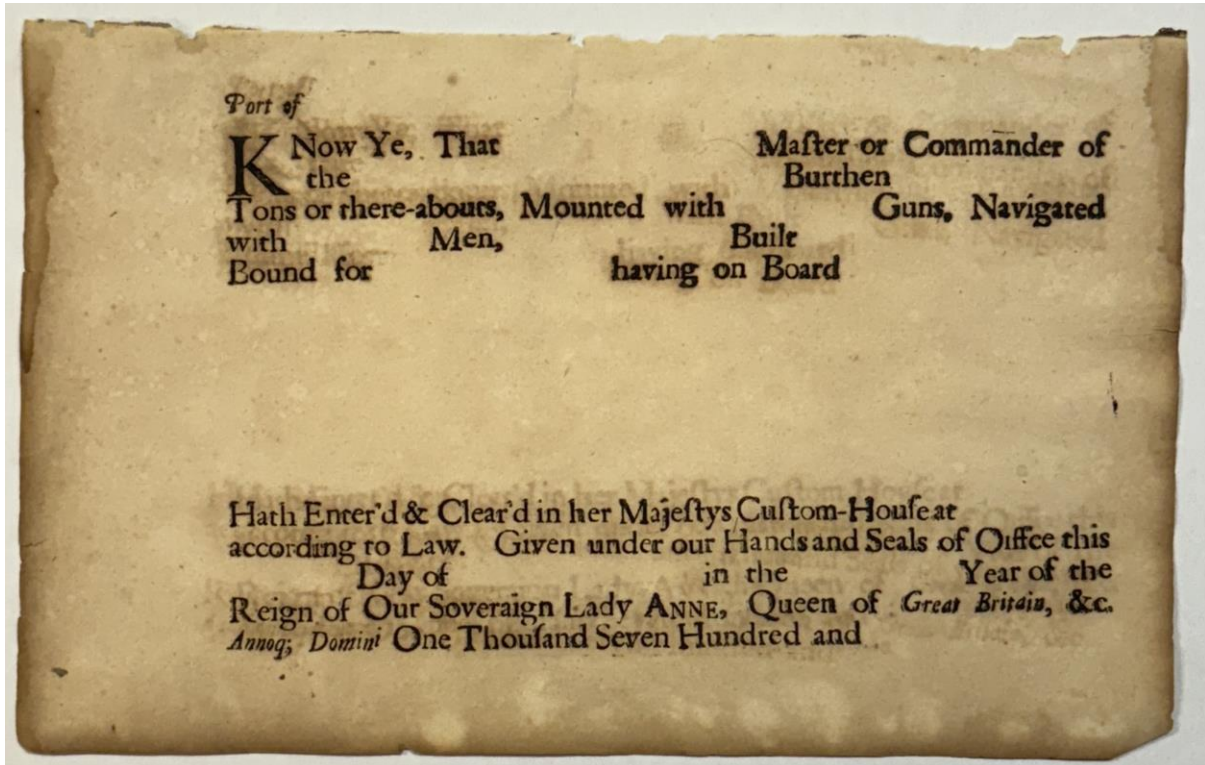 Port of
KNow Ye, That Maſter or Commander of
the Burthen
Tons or there-abouts, Mounted with Guns, Navigated
with Men, Built
Bound for having on Board
Hath Enter'd & Clear'd in her Majeſtys Cuſtom-Houſe at
according to Law. Given under our Hands and Seals of Oiffce this
Day of in the Year of the
Reign of Our Soveraign Lady ANNE, Queen of Great Britain, &c.
Annoq; Domini One Thouſand Seven Hundred and